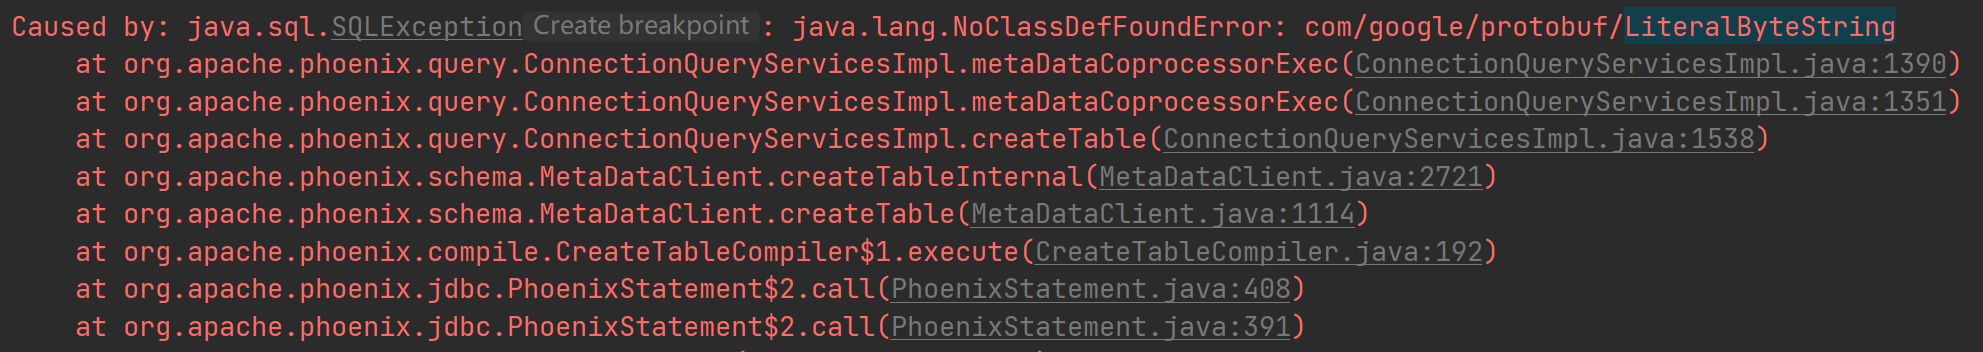 Caused by: java.sql.SQLException Create breakpoint : java.lang.NoClassDefFoundError: com/google/protobuf/LiteralByteString
at org.apache.phoenix.query.ConnectionQueryServicesImpl.metaDataCoprocessorExec(ConnectionQueryServicesImpl.java:1390)
at org.apache.phoenix.query.ConnectionQueryServicesImpl.metaDataCoprocessorExec(ConnectionQueryServicesImpl.java:1351)
at org.apache.phoenix.query.ConnectionQueryServicesImpl.createTable(ConnectionQueryServicesImpl.java:1538)
at org.apache.phoenix.schema.MetaDataClient.createTableInternal(MetaDataClient.java:2721)
at org.apache.phoenix.schema.MetaDataClient.createTable(MetaDataClient.java:1114)
at org.apache.phoenix.compile.CreateTableCompiler$1.execute(CreateTableCompiler.java:192)
at org.apache.phoenix.jdbc.PhoenixStatement$2.call(PhoenixStatement.java:408)
at org.apache.phoenix.jdbc.PhoenixStatement$2.call(PhoenixStatement.java:391)